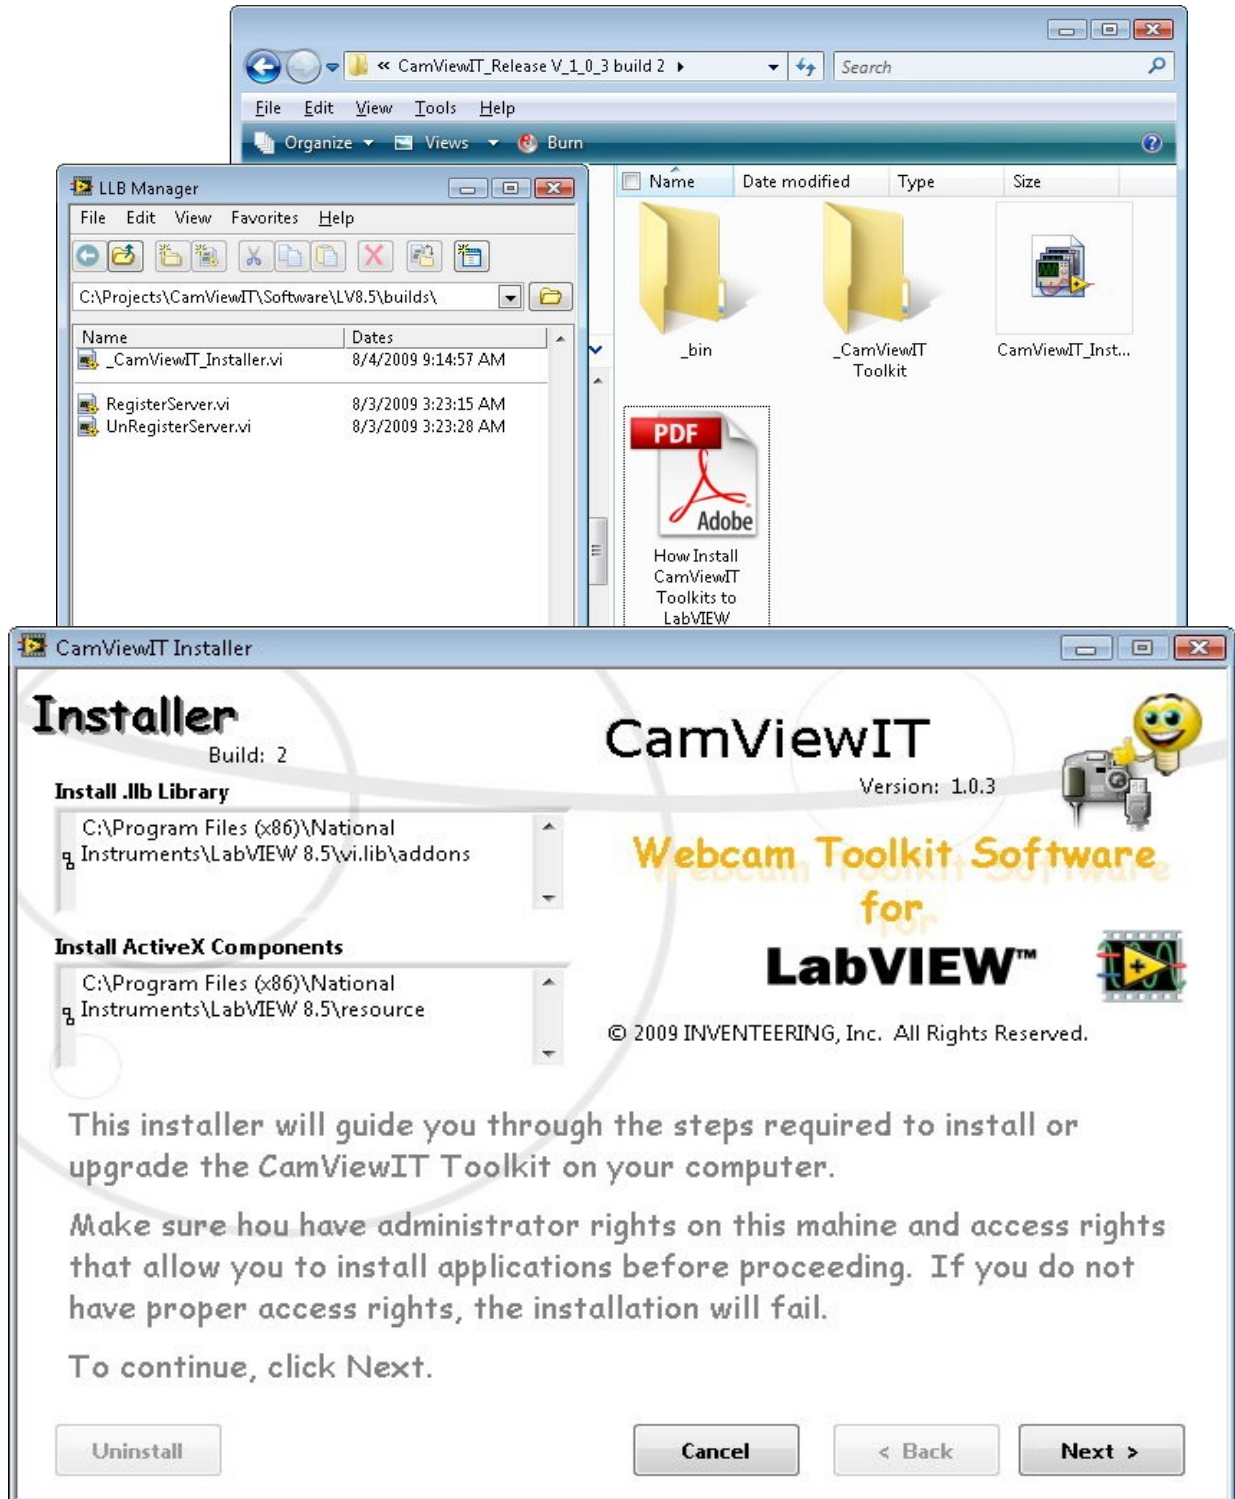 « CamViewIT_Release V_1_0_3 build 2
Search
File Edit View Tools Help
Organize Views Burn
Name Date modified Type Size
_bin
_CamViewIT
Toolkit
CamViewIT_Inst...
PDF
Adobe
How Install
CamViewIT
Toolkits to
LabVIEW
LLB Manager
File Edit View Favorites Help
C:\Projects\CamViewIT\Software\LV8.5\builds\
Name Dates
_CamViewIT_Installer.vi 8/4/2009 9:14:57 AM
RegisterServer.vi 8/3/2009 3:23:15 AM
UnRegisterServer.vi 8/3/2009 3:23:28 AM
CamViewIT Installer
Installer
Build: 2
Install .llb Library
C:\Program Files (x86)\National
Instruments\LabVIEW 8.5\vi.lib\addons
Install ActiveX Components
C:\Program Files (x86)\National
Instruments\LabVIEW 8.5\resource
CamViewIT
Version: 1.0.3
Webcam Toolkit Software
for
LabVIEW™
© 2009 INVENTEERING, Inc. All Rights Reserved.
This installer will guide you through the steps required to install or
upgrade the CamViewIT Toolkit on your computer.
Make sure hou have administrator rights on this mahine and access rights
that allow you to install applications before proceeding. If you do not
have proper access rights, the installation will fail.
To continue, click Next.
Uninstall Cancel < Back Next >